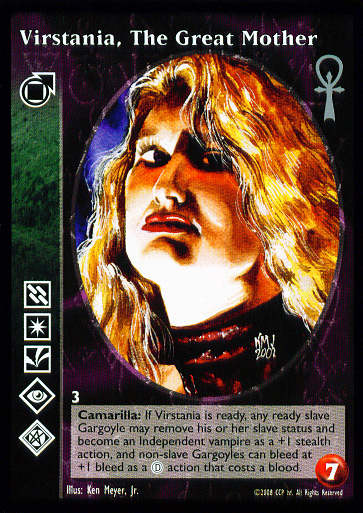 Virstania, The Great Mother
KMJ
2007
3
Camarilla: If Virstania is ready, any ready slave
Gargoyle may remove his or her slave status and
become an Independent vampire as a +1 stealth
action, and non-slave Gargoyles can bleed at
+1 bleed as a Ⓓ action that costs a blood.
7
Illus: Ken Meyer, Jr.
©2008 CCP hf. All Rights Reserved